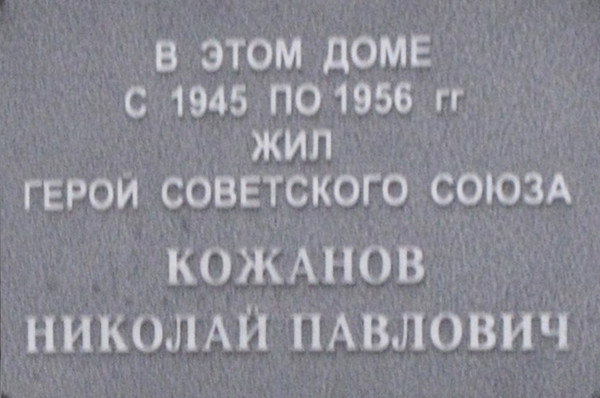 В ЭТОМ ДОМЕ
С 1945 ПО 1956 гг
ЖИЛ
ГЕРОЙ СОВЕТСКОГО СОЮЗА
КОЖАНОВ
НИКОЛАЙ ПАВЛОВИЧ